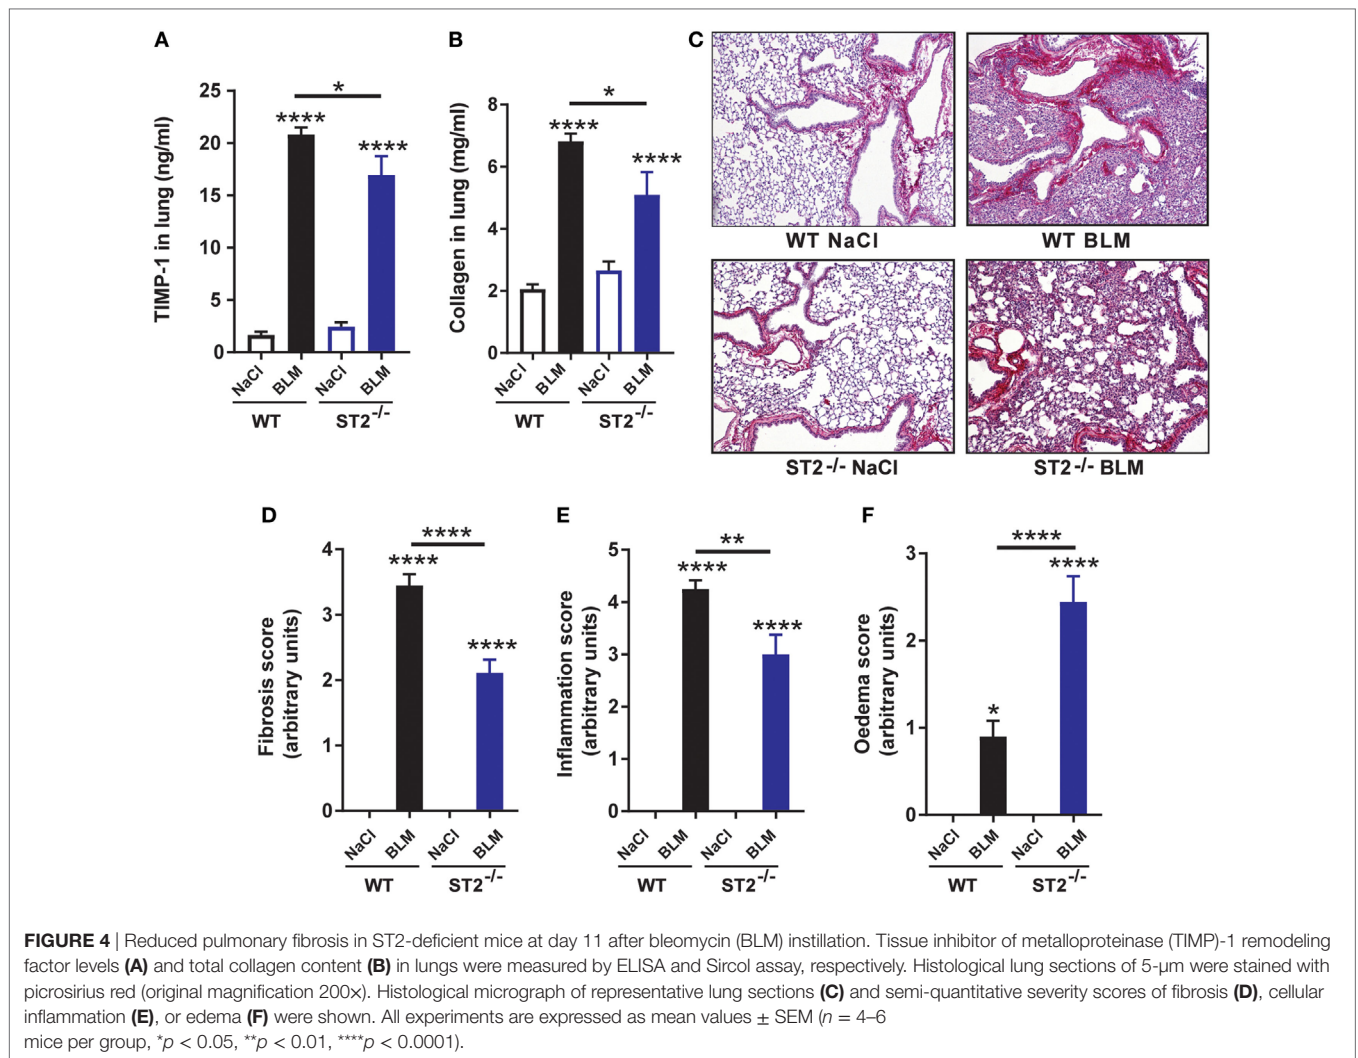 A
TIMP-1 in lung (ng/ml)
25
20
15
10
5
0
*
****
****
NaCl
BLM
NaCl
BLM
WT
ST2-/-
B
Collagen in lung (mg/ml)
8
6
4
2
0
*
****
****
NaCl
BLM
NaCl
BLM
WT
ST2-/-
C
WT NaCl
WT BLM
ST2-/- NaCl
ST2-/- BLM
D
Fibrosis score
(arbitrary units)
4
3
2
1
0
****
****
****
NaCl
BLM
NaCl
BLM
WT
ST2-/-
E
Inflammation score
(arbitrary units)
5
4
3
2
1
0
**
****
****
NaCl
BLM
NaCl
BLM
WT
ST2-/-
F
Oedema score
(arbitrary units)
3
2
1
0
****
*
****
NaCl
BLM
NaCl
BLM
WT
ST2-/-
FIGURE 4 | Reduced pulmonary fibrosis in ST2-deficient mice at day 11 after bleomycin (BLM) instillation. Tissue inhibitor of metalloproteinase (TIMP)-1 remodeling
factor levels (A) and total collagen content (B) in lungs were measured by ELISA and Sircol assay, respectively. Histological lung sections of 5-μm were stained with
picrosirius red (original magnification 200×). Histological micrograph of representative lung sections (C) and semi-quantitative severity scores of fibrosis (D), cellular
inflammation (E), or edema (F) were shown. All experiments are expressed as mean values ± SEM (n = 4–6
mice per group, *p < 0.05, **p < 0.01, ****p < 0.0001).